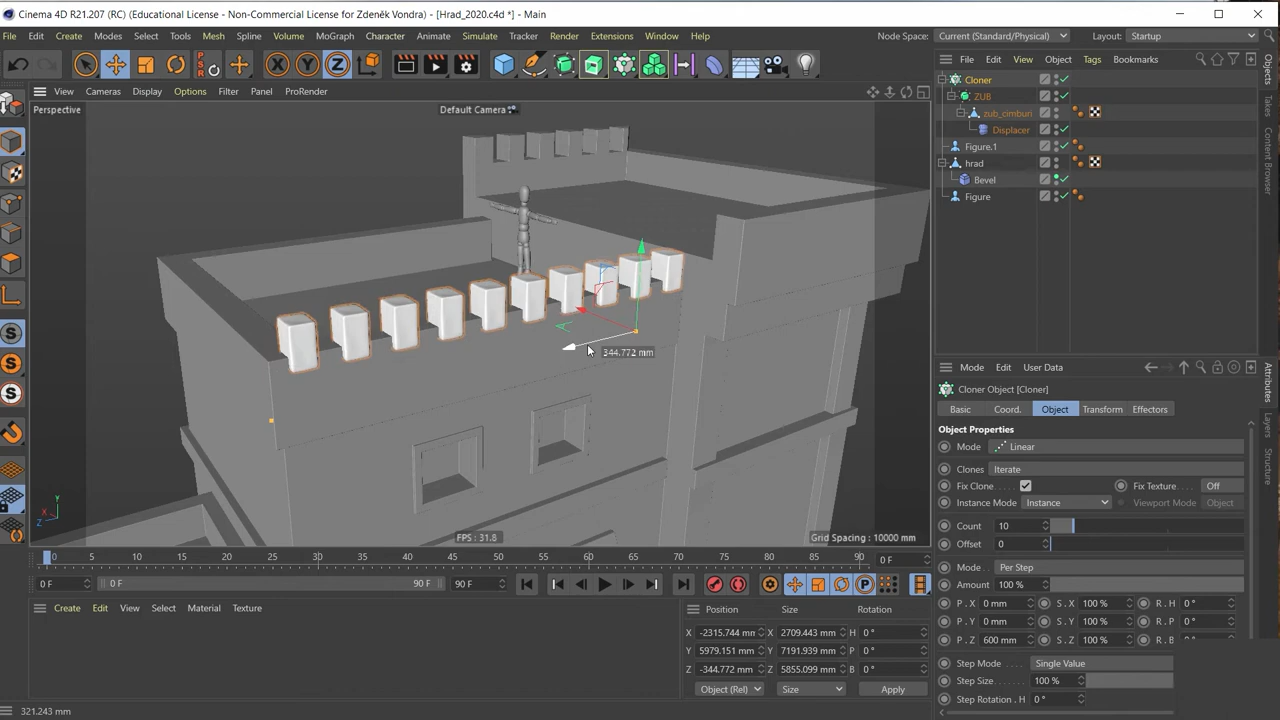 Cinema 4D R21.207 (RC) (Educational License - Non-Commercial License for Zdeněk Vondra) - [Hrad_2020.c4d *] - Main
File Edit Create Modes Select Tools Mesh Spline Volume MoGraph Character Animate Simulate Tracker Render Extensions Window Help Node Space: Current (Standard/Physical) Layout: Startup
PSR
X Y Z
View Cameras Display Options Filter Panel ProRender
File Edit View Object Tags Bookmarks
Perspective
Default Camera
Cloner
ZUB
zub_cimburi
Displacer
Figure.1
hrad
Bevel
Figure
344.772 mm
FPS : 31.8
Grid Spacing : 10000 mm
Objects
Takes
Content Browser
Mode Edit User Data
Cloner Object [Cloner]
Basic Coord. Object Transform Effectors
Object Properties
Mode Linear
Clones Iterate
Fix Clone Fix Texture Off
Instance Mode Instance Viewport Mode Object
Count 10
Offset 0
Mode Per Step
Amount 100 %
P . X 0 mm S . X 100 % R . H 0 °
P . Y 0 mm S . Y 100 % R . P 0 °
P . Z 600 mm S . Z 100 % R . B
Step Mode Single Value
Step Size 100 %
Step Rotation . H 0 °
Attributes
Layers
Structure
0 5 10 15 20 25 30 35 40 45 50 55 60 65 70 75 80 85 90 0 F
0 F 0 F 90 F 90 F
Create Edit View Select Material Texture
Position Size Rotation
X -2315.744 mm X 2709.443 mm H 0 °
Y 5979.151 mm Y 7191.939 mm P 0 °
Z -344.772 mm Z 5855.099 mm B 0 °
Object (Rel) Size Apply
321.243 mm